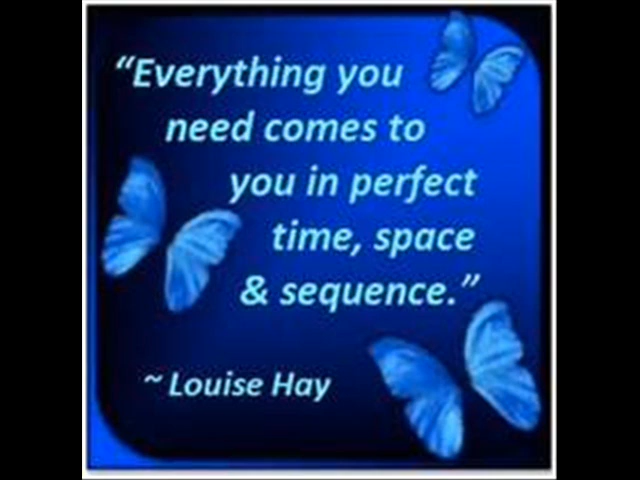 “Everything you
need comes to
you in perfect
time, space
& sequence.”
~ Louise Hay